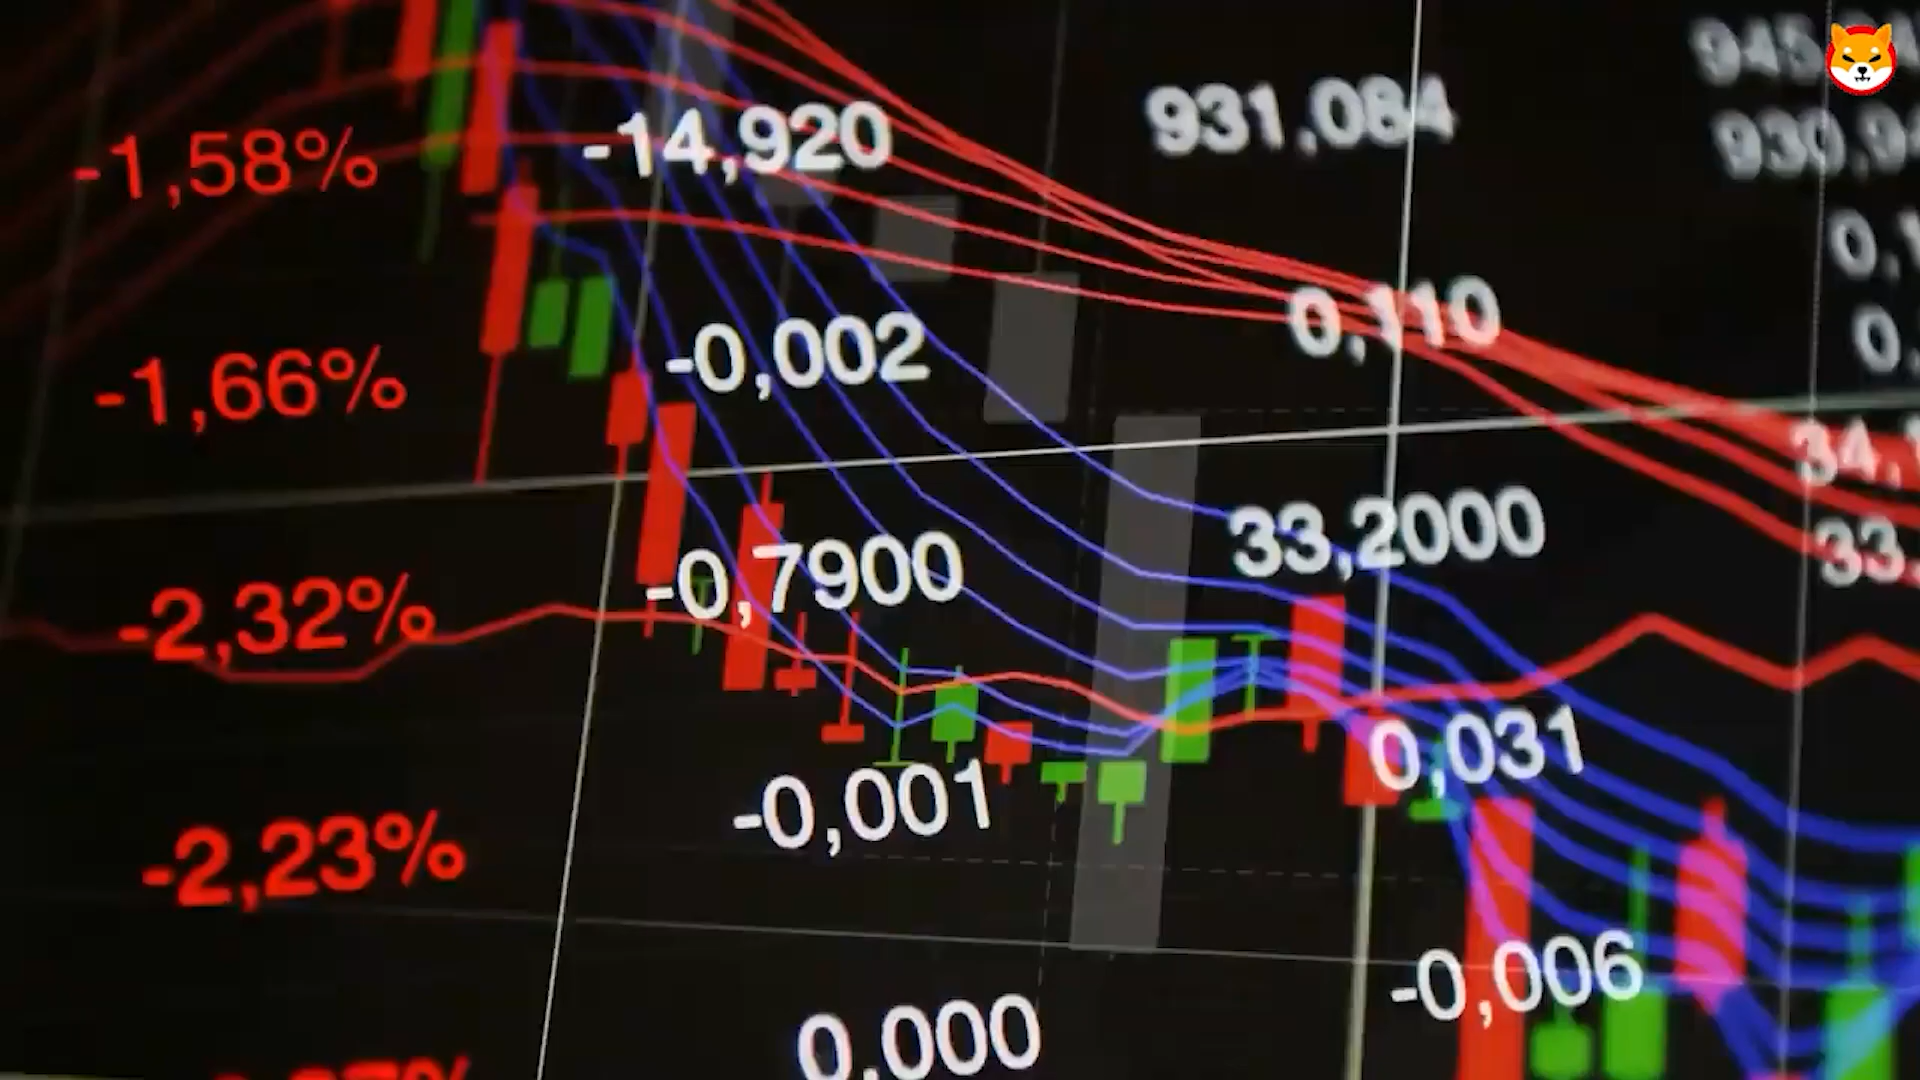 -1,58% -14,920 931,084
-1,66% -0,002 0,110
-2,32% -0,7900 33,2000
-2,23% -0,001 0,031
0,000 -0,006